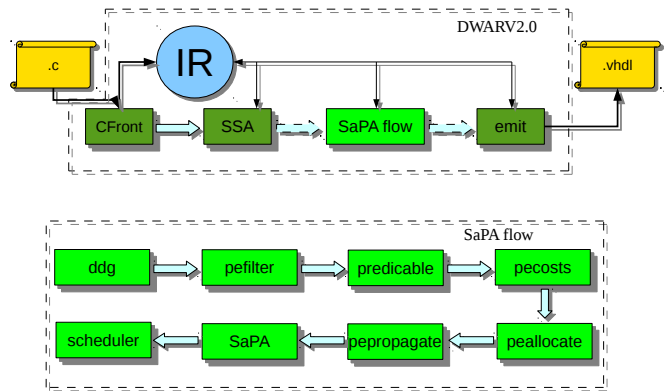 DWARV2.0
.c
IR
.vhdl
CFront
SSA
SaPA flow
emit
SaPA flow
ddg
pefilter
predicable
pecosts
scheduler
SaPA
pepropagate
peallocate